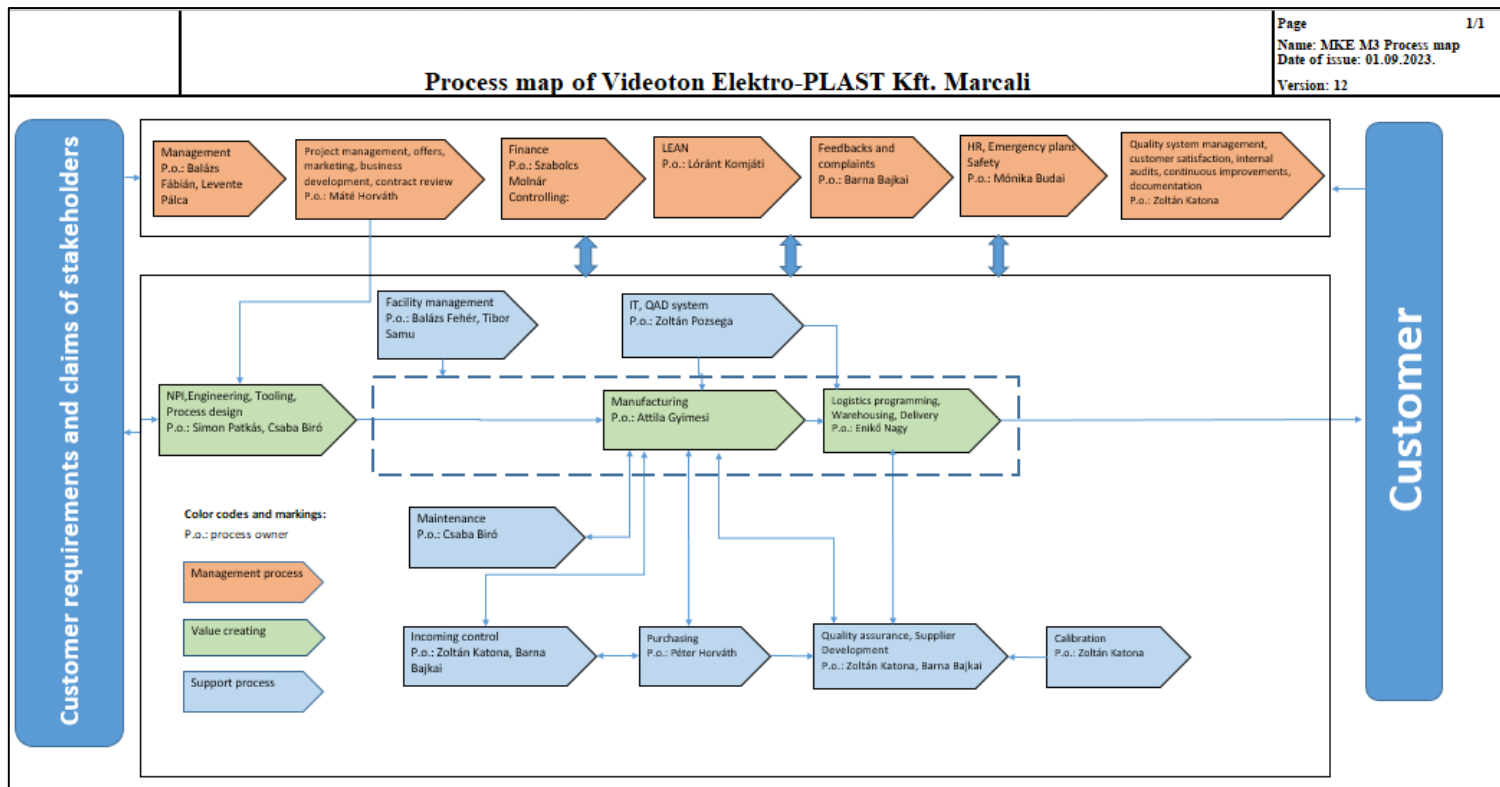 Page 1/1
Name: MKE M3 Process map
Date of issue: 01.09.2023.
Version: 12
Process map of Videoton Elektro-PLAST Kft. Marcali
Customer requirements and claims of stakeholders
Management
P.o.: Balázs
Fábián, Levente
Pálca
Project management, offers,
marketing, business
development, contract review
P.o.: Máté Horváth
Finance
P.o.: Szabolcs
Molnár
Controlling:
LEAN
P.o.: Lóránt Komjáti
Feedbacks and
complaints
P.o.: Barna Bajkai
HR, Emergency plans
Safety
P.o.: Mónika Budai
Quality system management,
customer satisfaction, internal
audits, continuous improvements,
documentation
P.o.: Zoltán Katona
Customer
Facility management
P.o.: Balázs Fehér, Tibor
Samu
IT, QAD system
P.o.: Zoltán Pozsega
NPI,Engineering, Tooling,
Process design
P.o.: Simon Patkás, Csaba Biró
Manufacturing
P.o.: Attila Gyimesi
Logistics programming,
Warehousing, Delivery
P.o.: Enikő Nagy
Color codes and markings:
P.o.: process owner
Management process
Value creating
Support process
Maintenance
P.o.: Csaba Biró
Incoming control
P.o.: Zoltán Katona, Barna
Bajkai
Purchasing
P.o.: Péter Horváth
Quality assurance, Supplier
Development
P.o.: Zoltán Katona, Barna Bajkai
Calibration
P.o.: Zoltán Katona